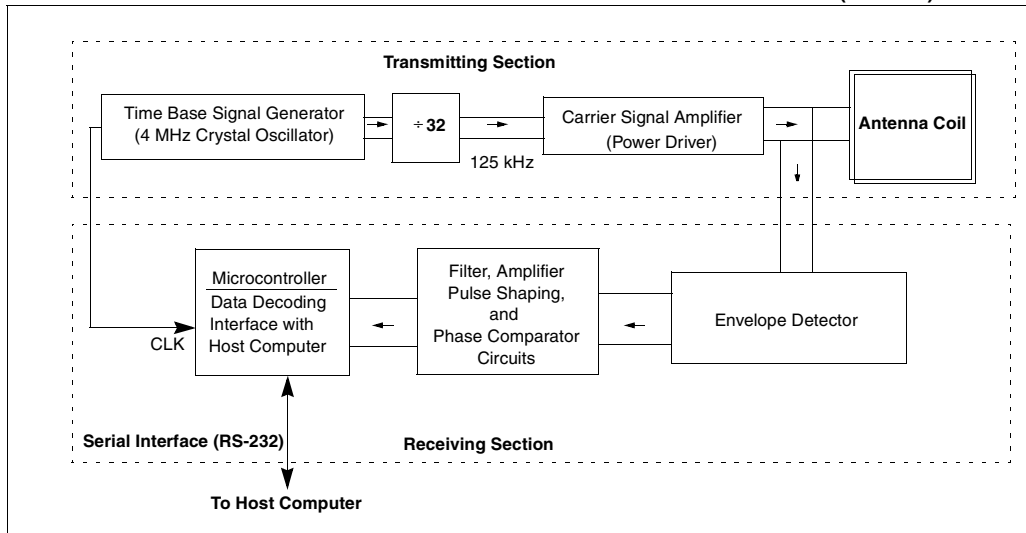 Transmitting Section
Time Base Signal Generator
(4 MHz Crystal Oscillator)
÷ 32
125 kHz
Carrier Signal Amplifier
(Power Driver)
Antenna Coil
Microcontroller
Data Decoding
Interface with
Host Computer
CLK
Filter, Amplifier
Pulse Shaping,
and
Phase Comparator
Circuits
Envelope Detector
Serial Interface (RS-232)
Receiving Section
To Host Computer